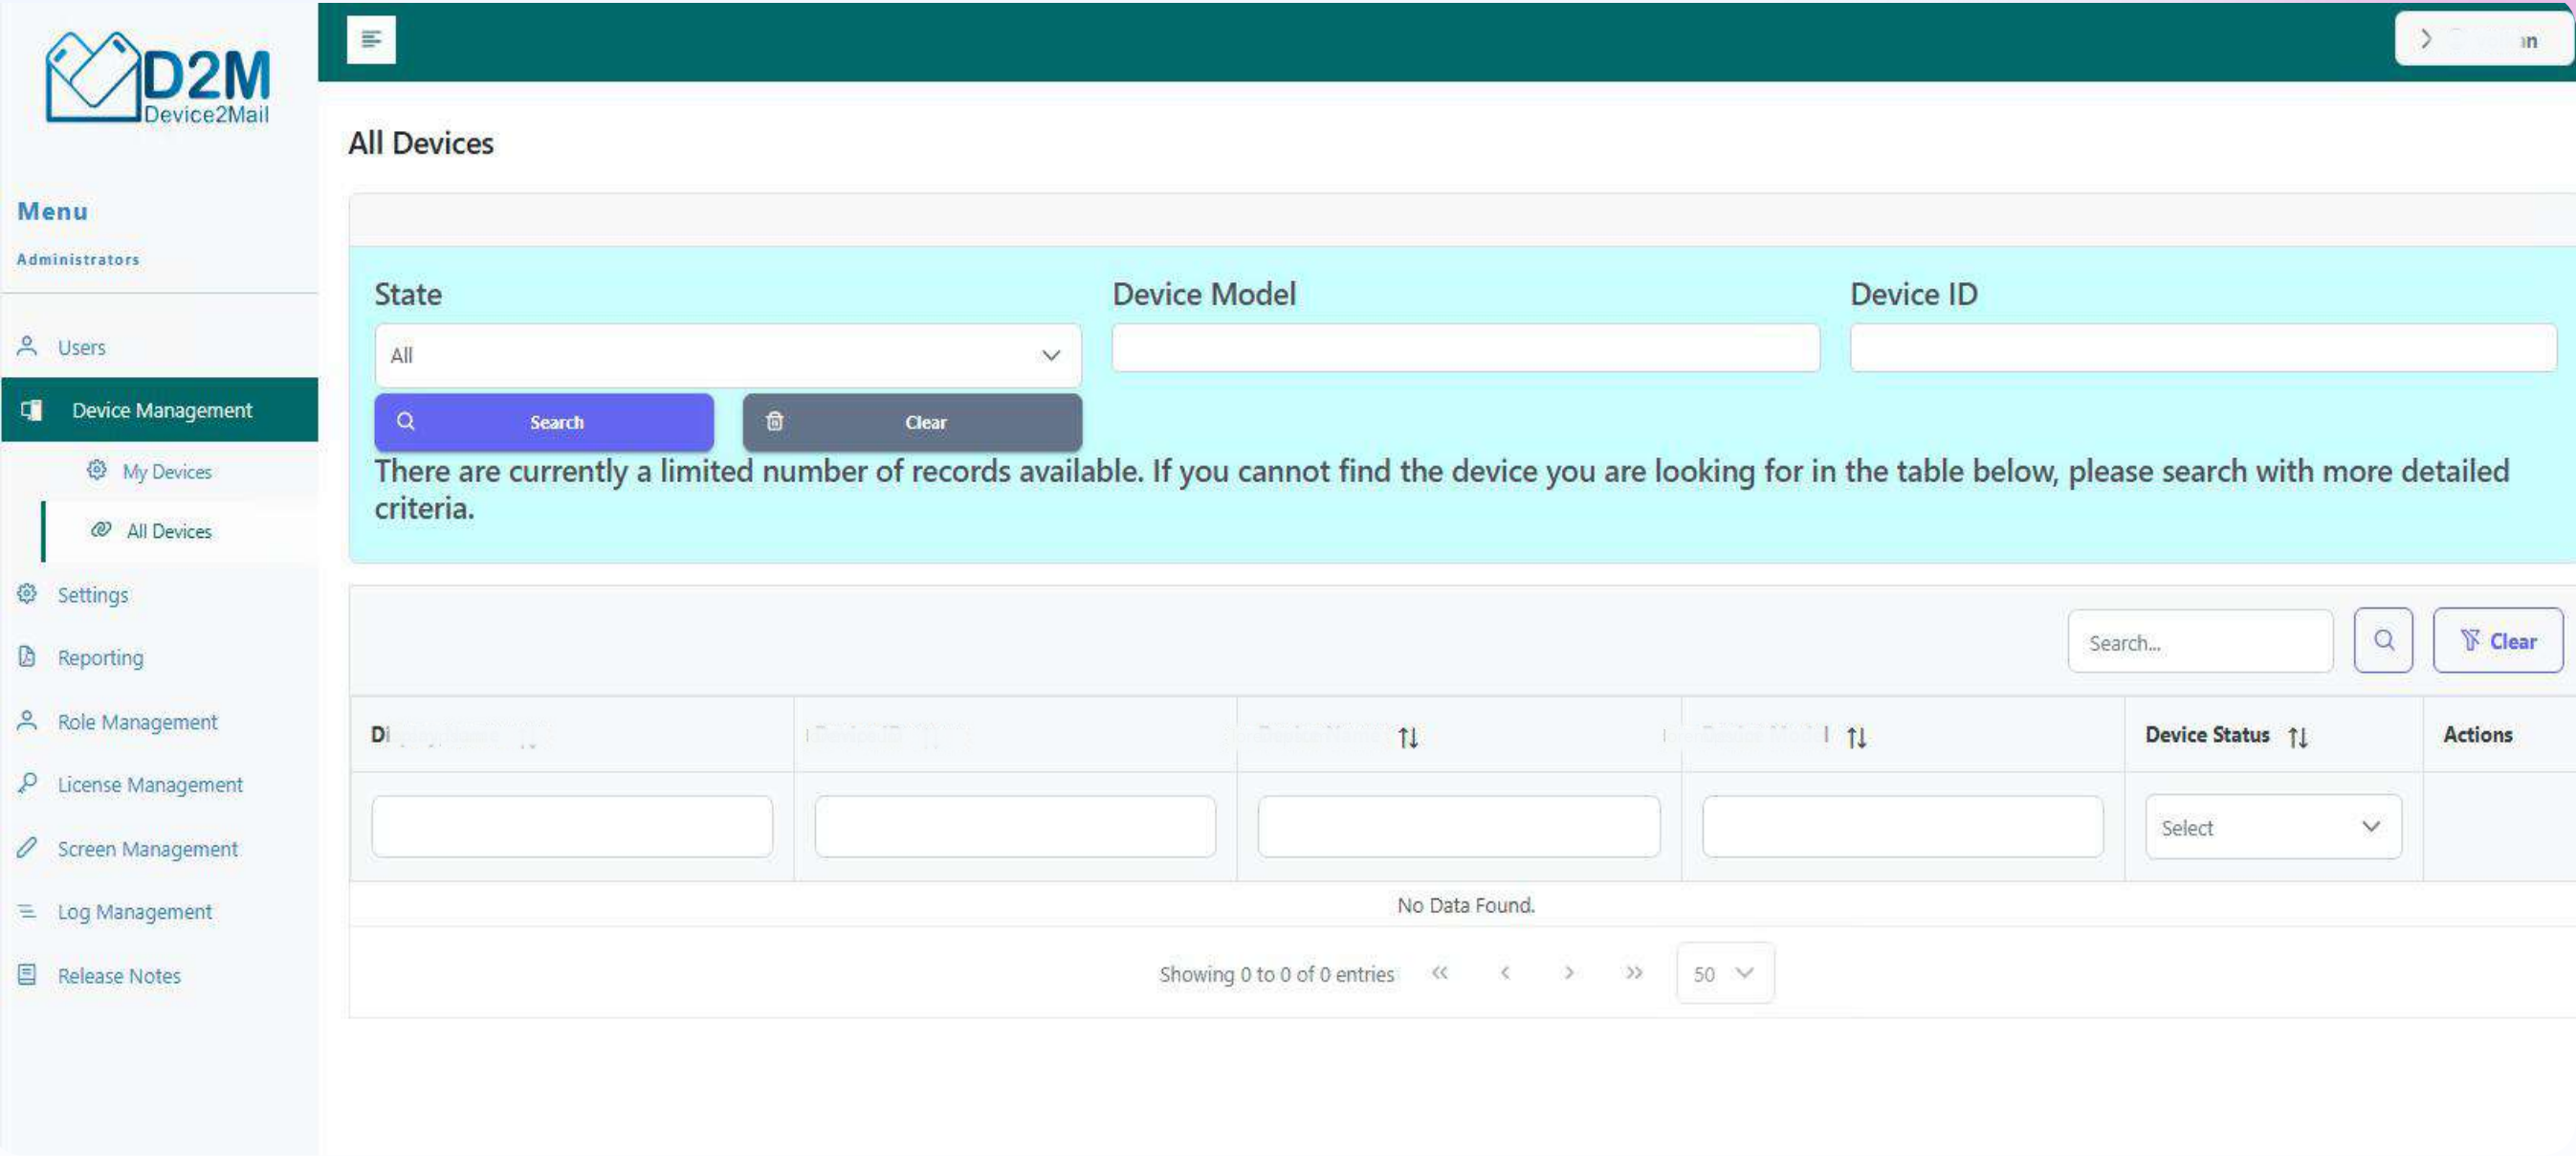 D2M
Device2Mail
n
All Devices
Menu
Administrators
State
Device Model
Device ID
Users
All
Device Management
Search
Clear
My Devices
There are currently a limited number of records available. If you cannot find the device you are looking for in the table below, please search with more detailed
criteria.
All Devices
Settings
Search...
Clear
Reporting
Role Management
Di
Device Status
Actions
License Management
Screen Management
Select
Log Management
No Data Found.
Release Notes
Showing 0 to 0 of 0 entries
50